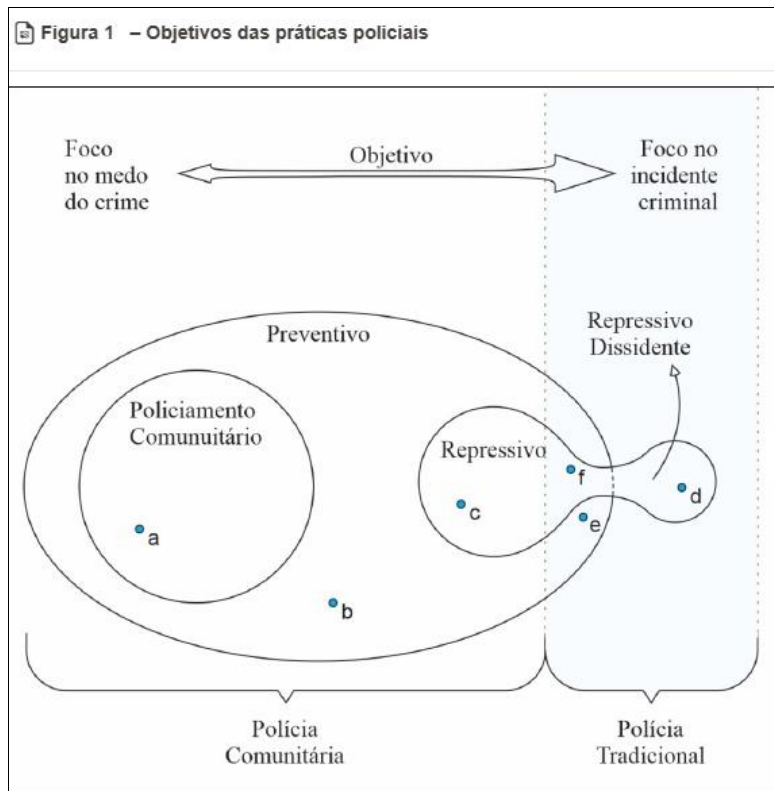 Figura 1 – Objetivos das práticas policiais
Foco
no medo
do crime
Objetivo
Foco no
incidente
criminal
Preventivo
Repressivo
Dissidente
Policiamento
Comunuitário
Repressivo
f
c
d
e
a
b
Polícia
Comunitária
Polícia
Tradicional